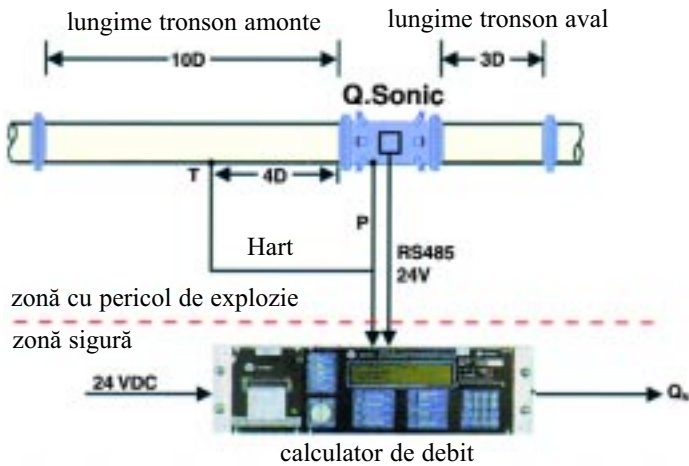 lungime tronson amonte
lungime tronson aval
10D
3D
Q.Sonic
T
4D
P
Hart
RS485
24V
zonă cu pericol de explozie
zonă sigură
24 VDC
calculator de debit